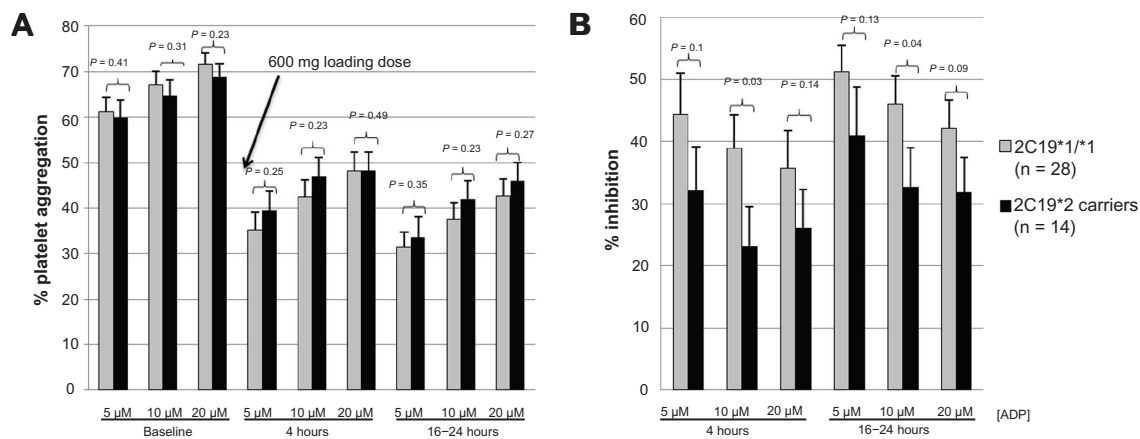 A
% platelet aggregation
80
70
60
50
40
30
20
10
0
P = 0.41
P = 0.31
P = 0.23
600 mg loading dose
P = 0.25
P = 0.23
P = 0.49
P = 0.35
P = 0.23
P = 0.27
5 µM 10 µM 20 µM 5 µM 10 µM 20 µM 5 µM 10 µM 20 µM
Baseline 4 hours 16–24 hours
B
% inhibition
60
50
40
30
20
10
0
P = 0.1
P = 0.03
P = 0.14
P = 0.13
P = 0.04
P = 0.09
5 µM 10 µM 20 µM 5 µM 10 µM 20 µM [ADP]
4 hours 16–24 hours
2C19*1/*1
(n = 28)
2C19*2 carriers
(n = 14)